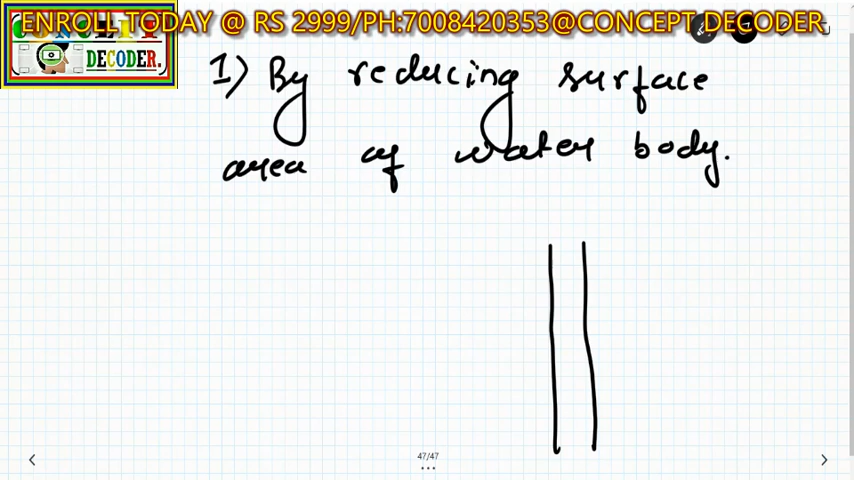 ENROLL TODAY @ RS 2999/PH:7008420353@CONCEPT DECODER
DECODER.
1) By reducing surface
area of water body.
47/47